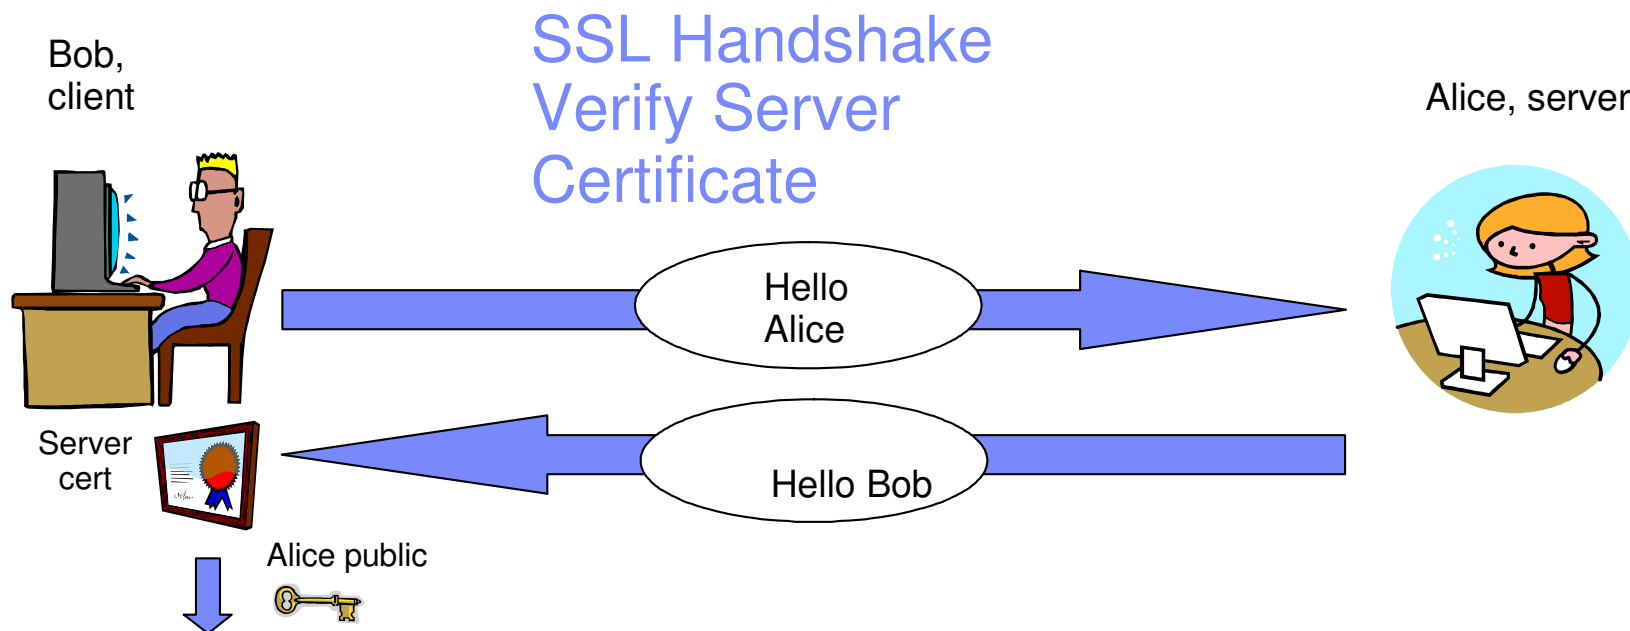 SSL Handshake
Verify Server
Certificate
Bob,
client
Alice, server
Hello
Alice
Hello Bob
Server
cert
Alice public